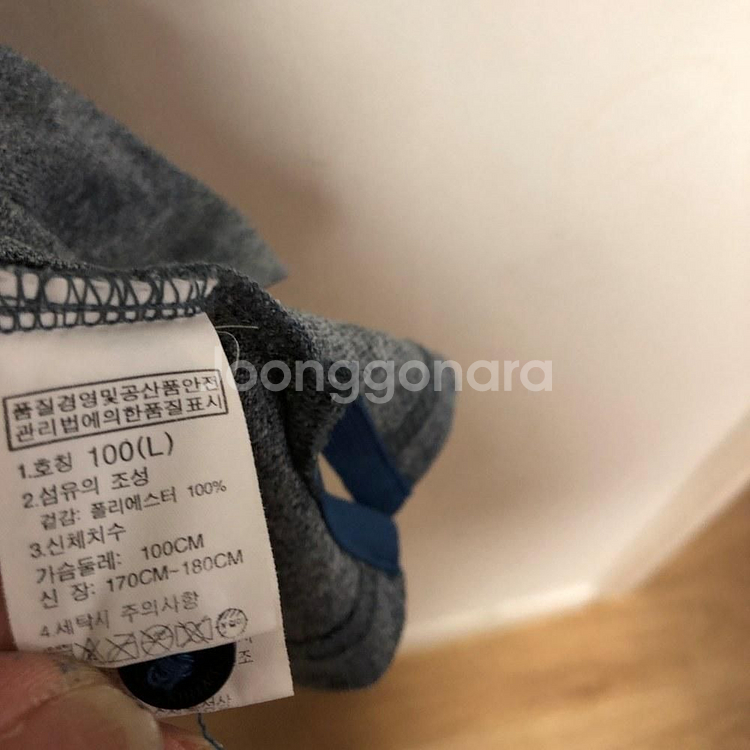 loonggonara
품질경영및공산품안전
관리법에의한품질표시
1.호칭 100(L)
2.섬유의 조성
겉감: 폴리에스터 100%
3.신체치수
가슴둘레: 100CM
신 장: 170CM~180CM
4.세탁시 주의사항
조